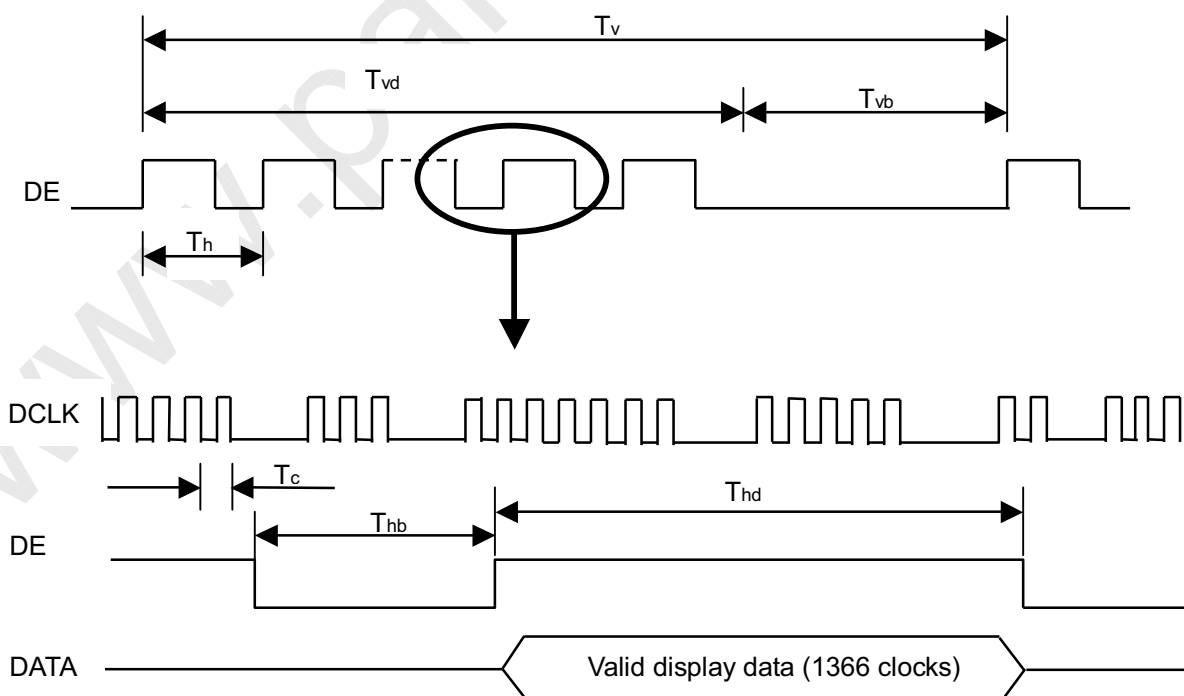 Tv
Tvd
Tvb
DE
Th
DCLK
Tc
Thd
Thb
DE
DATA
Valid display data (1366 clocks)